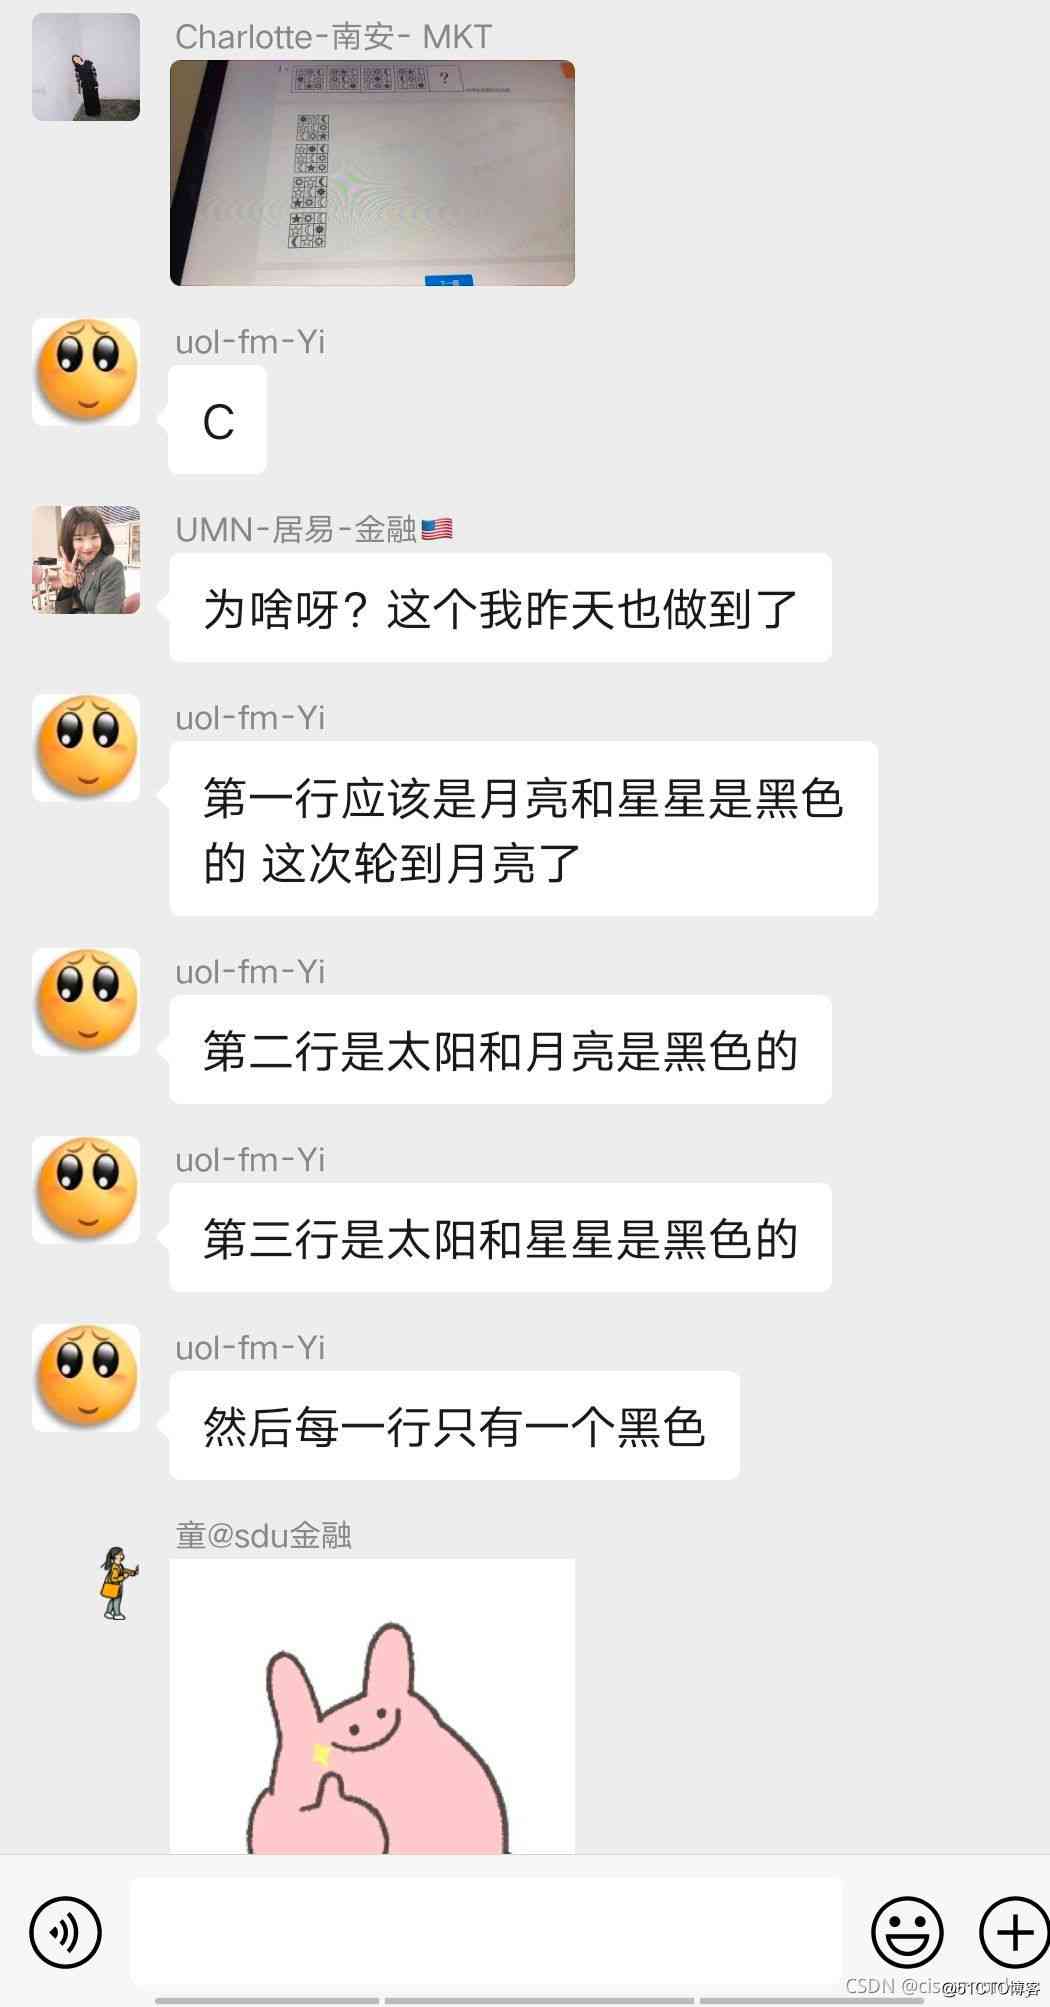 Charlotte-南安- MKT
?
uol-fm-Yi
C
UMN-居易-金融
为啥呀？这个我昨天也做到了
uol-fm-Yi
第一行应该是月亮和星星是黑色
的 这次轮到月亮了
uol-fm-Yi
第二行是太阳和月亮是黑色的
uol-fm-Yi
第三行是太阳和星星是黑色的
uol-fm-Yi
然后每一行只有一个黑色
童@sdu金融
CSDN
@51CTO博客